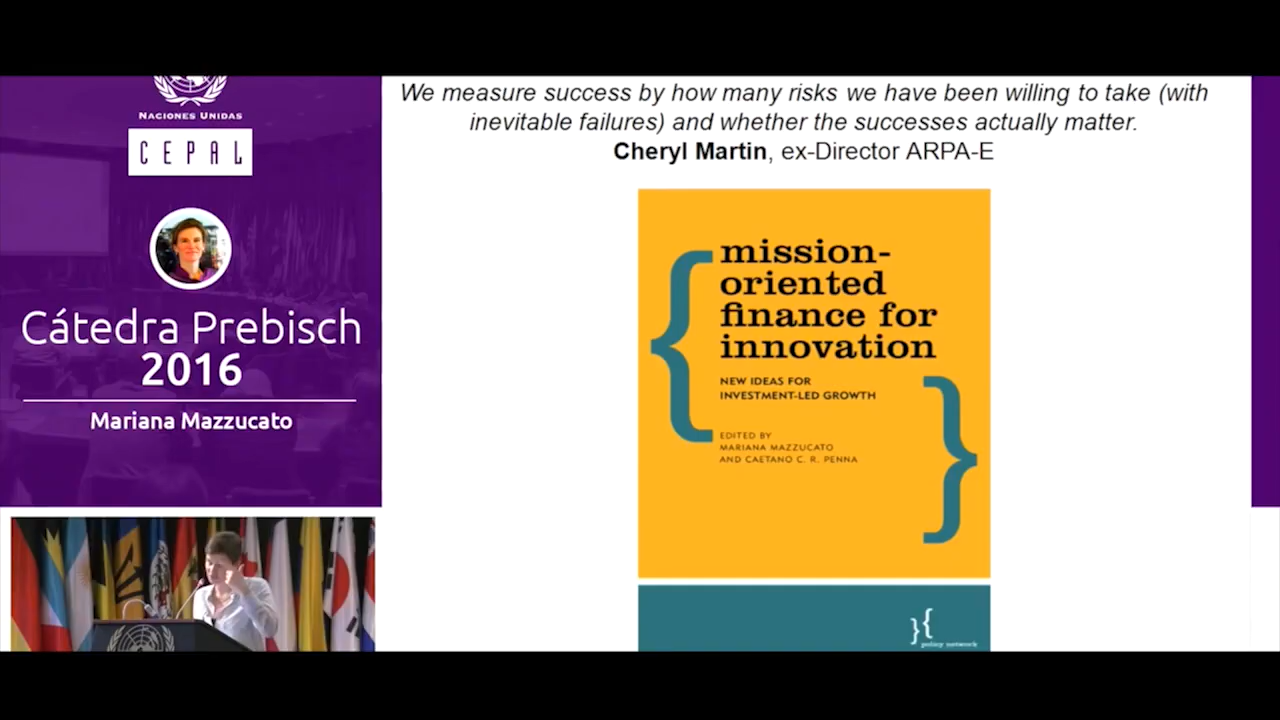 NACIONES UNIDAS
CEPAL
Cátedra Prebisch
2016
Mariana Mazzucato
We measure success by how many risks we have been willing to take (with
inevitable failures) and whether the successes actually matter.
Cheryl Martin, ex-Director ARPA-E
mission-
oriented
finance for
innovation
NEW IDEAS FOR
INVESTMENT-LED GROWTH
EDITED BY
MARIANA MAZZUCATO
AND CAETANO C. R. PENNA
policy network